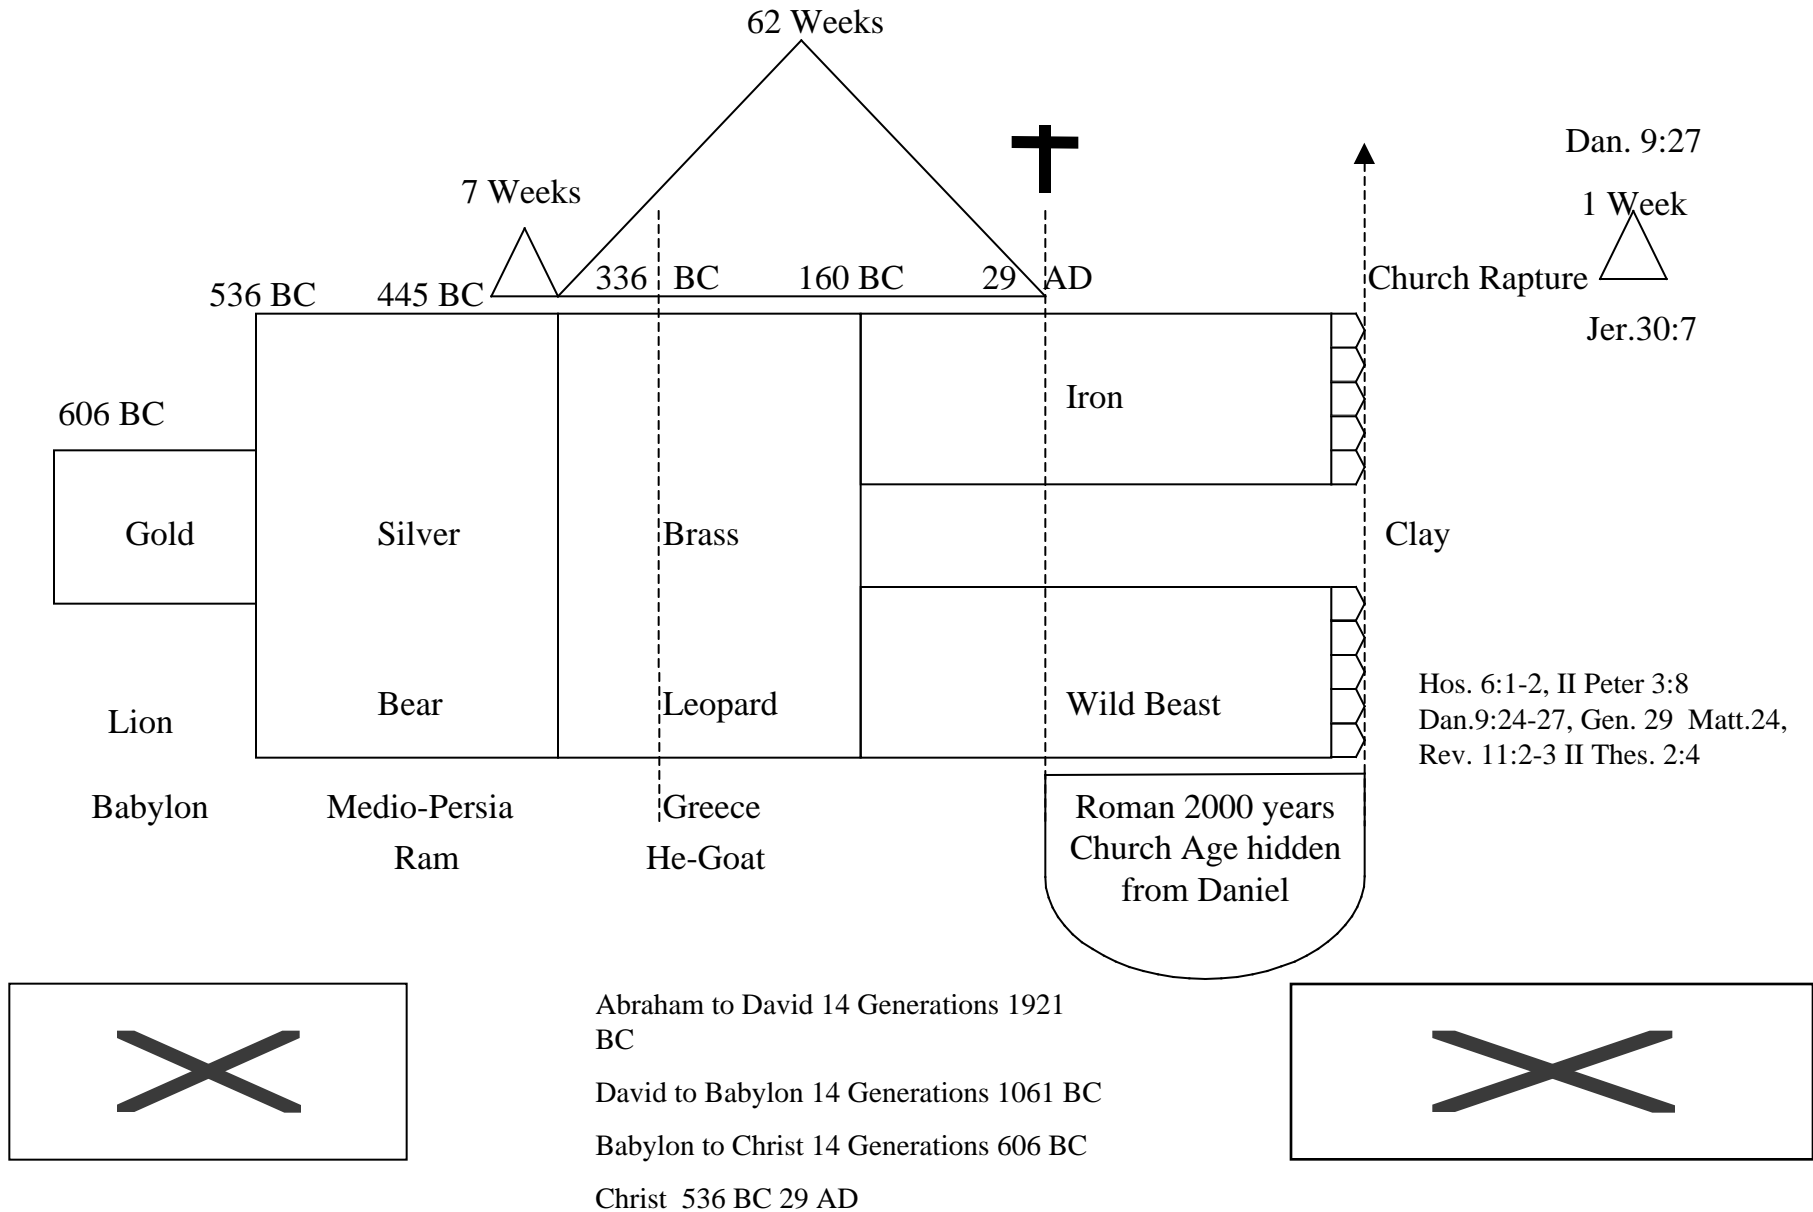 62 Weeks
Dan. 9:27
7 Weeks
1 Week
336 BC 160 BC 29 AD
Church Rapture
536 BC 445 BC
Jer.30:7
606 BC
Iron
Gold Silver Brass Clay
Lion
Bear Leopard Wild Beast
Hos. 6:1-2, II Peter 3:8
Dan.9:24-27, Gen. 29 Matt.24,
Rev. 11:2-3 II Thes. 2:4
Babylon Medio-Persia Greece
Ram He-Goat
Roman 2000 years
Church Age hidden
from Daniel
Abraham to David 14 Generations 1921
BC
David to Babylon 14 Generations 1061 BC
Babylon to Christ 14 Generations 606 BC
Christ 536 BC 29 AD